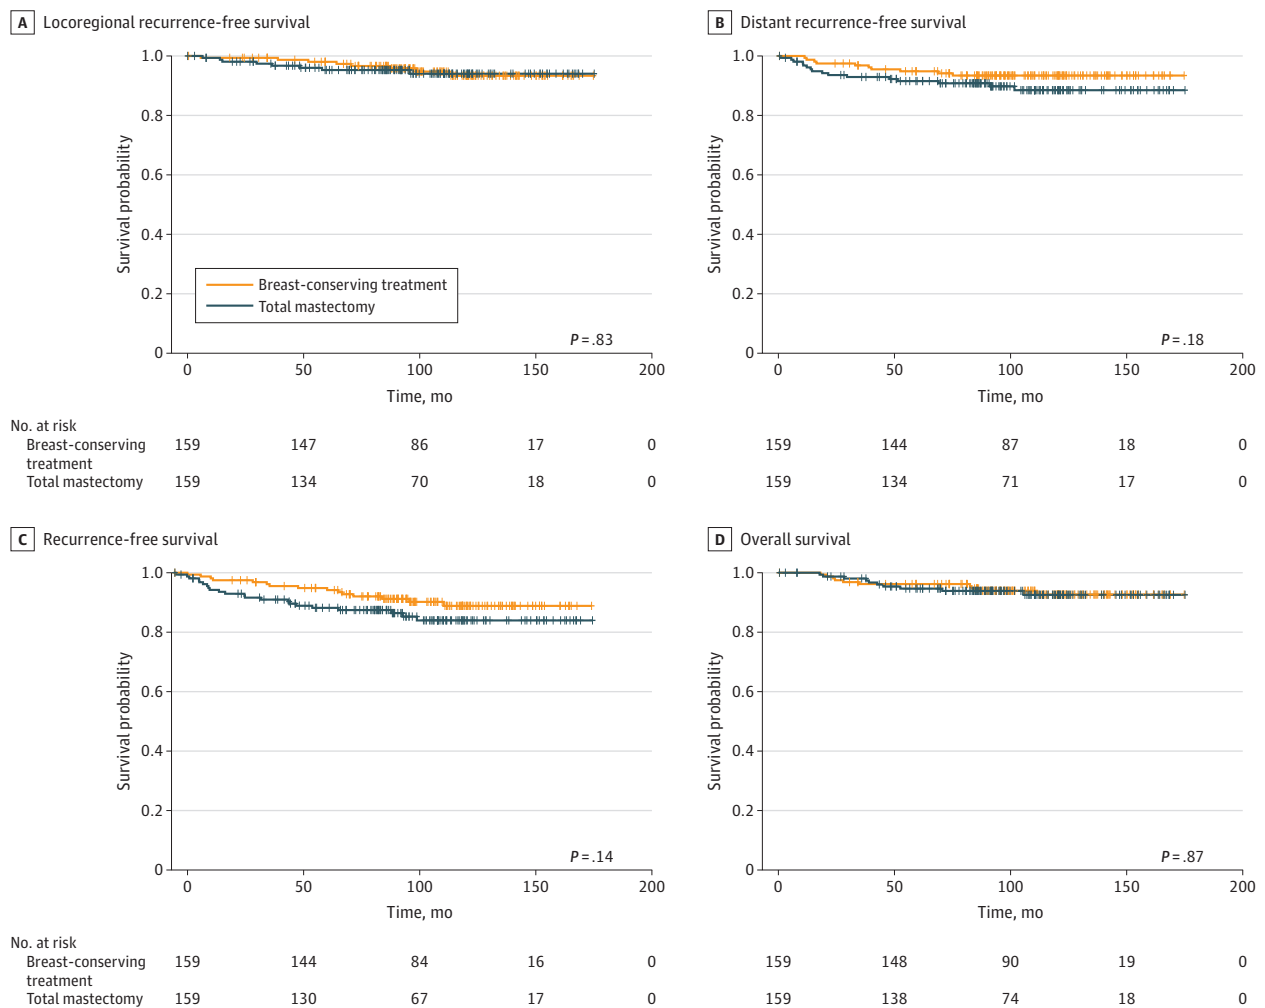 A Locoregional recurrence-free survival
1.0
0.8
0.6
0.4
0.2
0
Survival probability
Breast-conserving treatment
Total mastectomy
P = .83
0 50 100 150 200
Time, mo
No. at risk
Breast-conserving treatment 159 147 86 17 0
Total mastectomy 159 134 70 18 0
B Distant recurrence-free survival
1.0
0.8
0.6
0.4
0.2
0
Survival probability
P = .18
0 50 100 150 200
Time, mo
159 144 87 18 0
159 134 71 17 0
C Recurrence-free survival
1.0
0.8
0.6
0.4
0.2
0
Survival probability
P = .14
0 50 100 150 200
Time, mo
No. at risk
Breast-conserving treatment 159 144 84 16 0
Total mastectomy 159 130 67 17 0
D Overall survival
1.0
0.8
0.6
0.4
0.2
0
Survival probability
P = .87
0 50 100 150 200
Time, mo
159 148 90 19 0
159 138 74 18 0